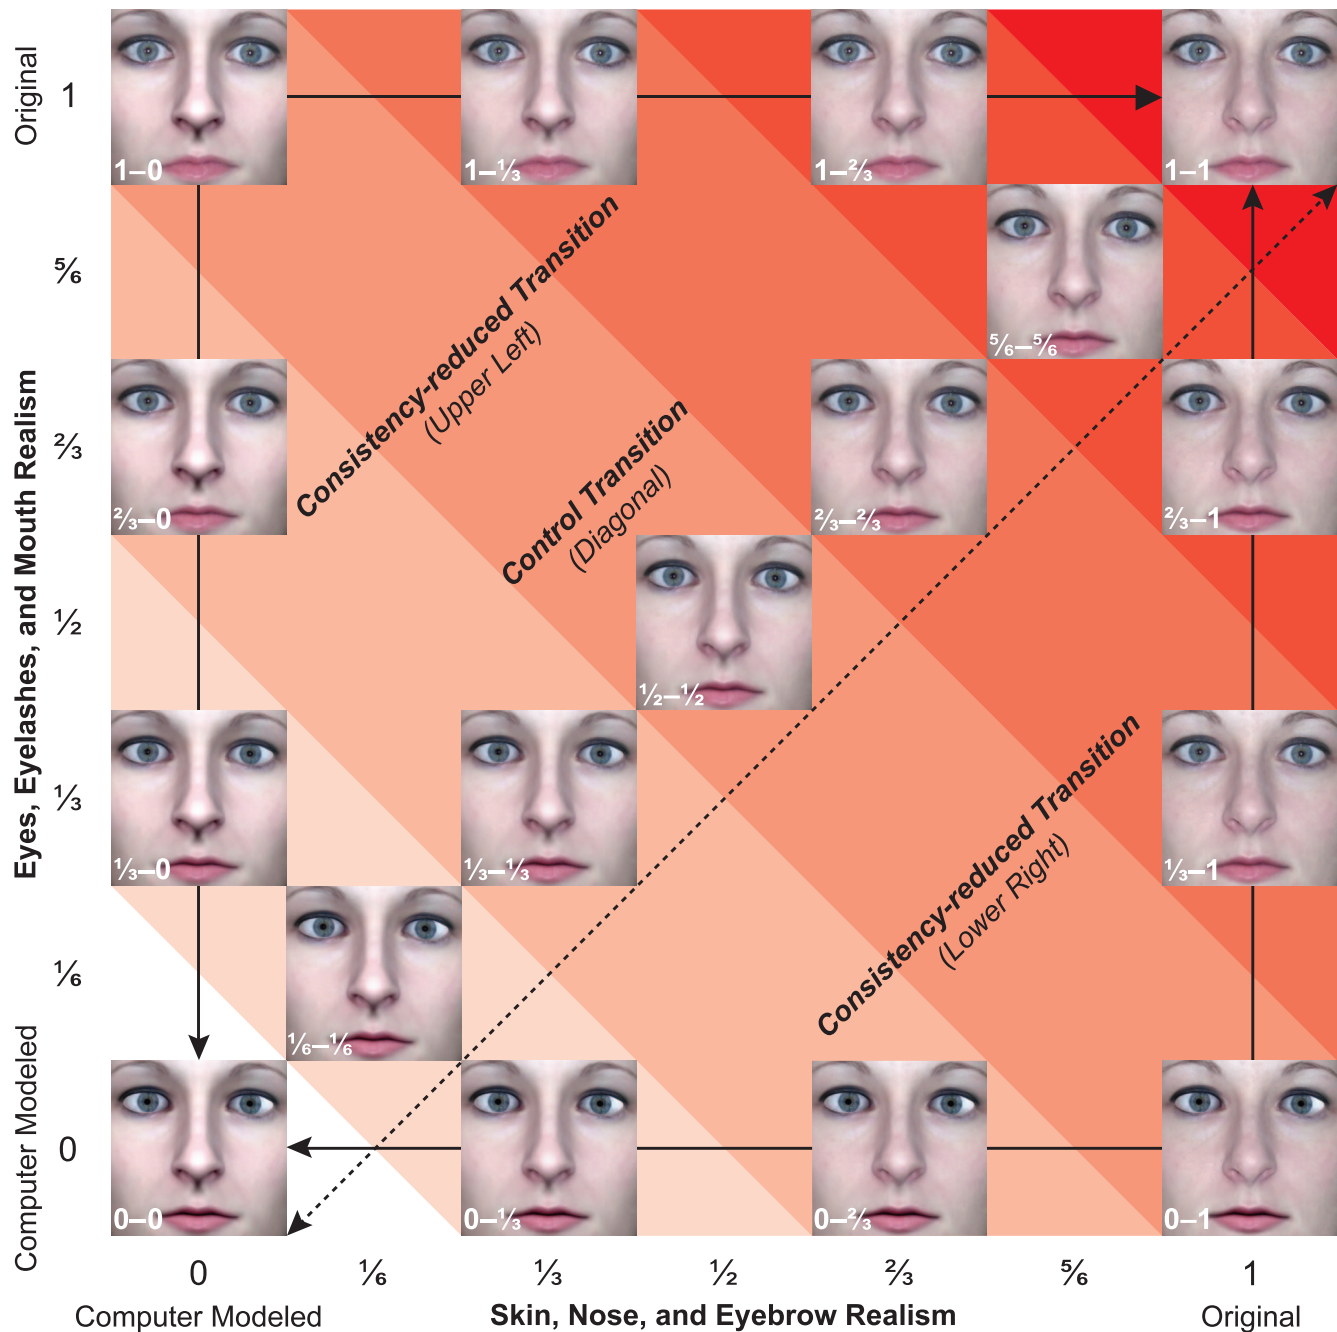 Original
1
1–0
1–⅓
1–⅔
1–1
⅚
⅚–⅚
Consistency-reduced Transition
(Upper Left)
Eyes, Eyelashes, and Mouth Realism
⅔
⅔–0
Control Transition
(Diagonal)
⅔–⅔
⅔–1
½
½–½
⅓
⅓–0
⅓–⅓
Consistency-reduced Transition
(Lower Right)
⅓–1
⅙
⅙–⅙
Computer Modeled
0
0–0
0–⅓
0–⅔
0–1
0
⅙
⅓
½
⅔
⅚
1
Computer Modeled
Skin, Nose, and Eyebrow Realism
Original